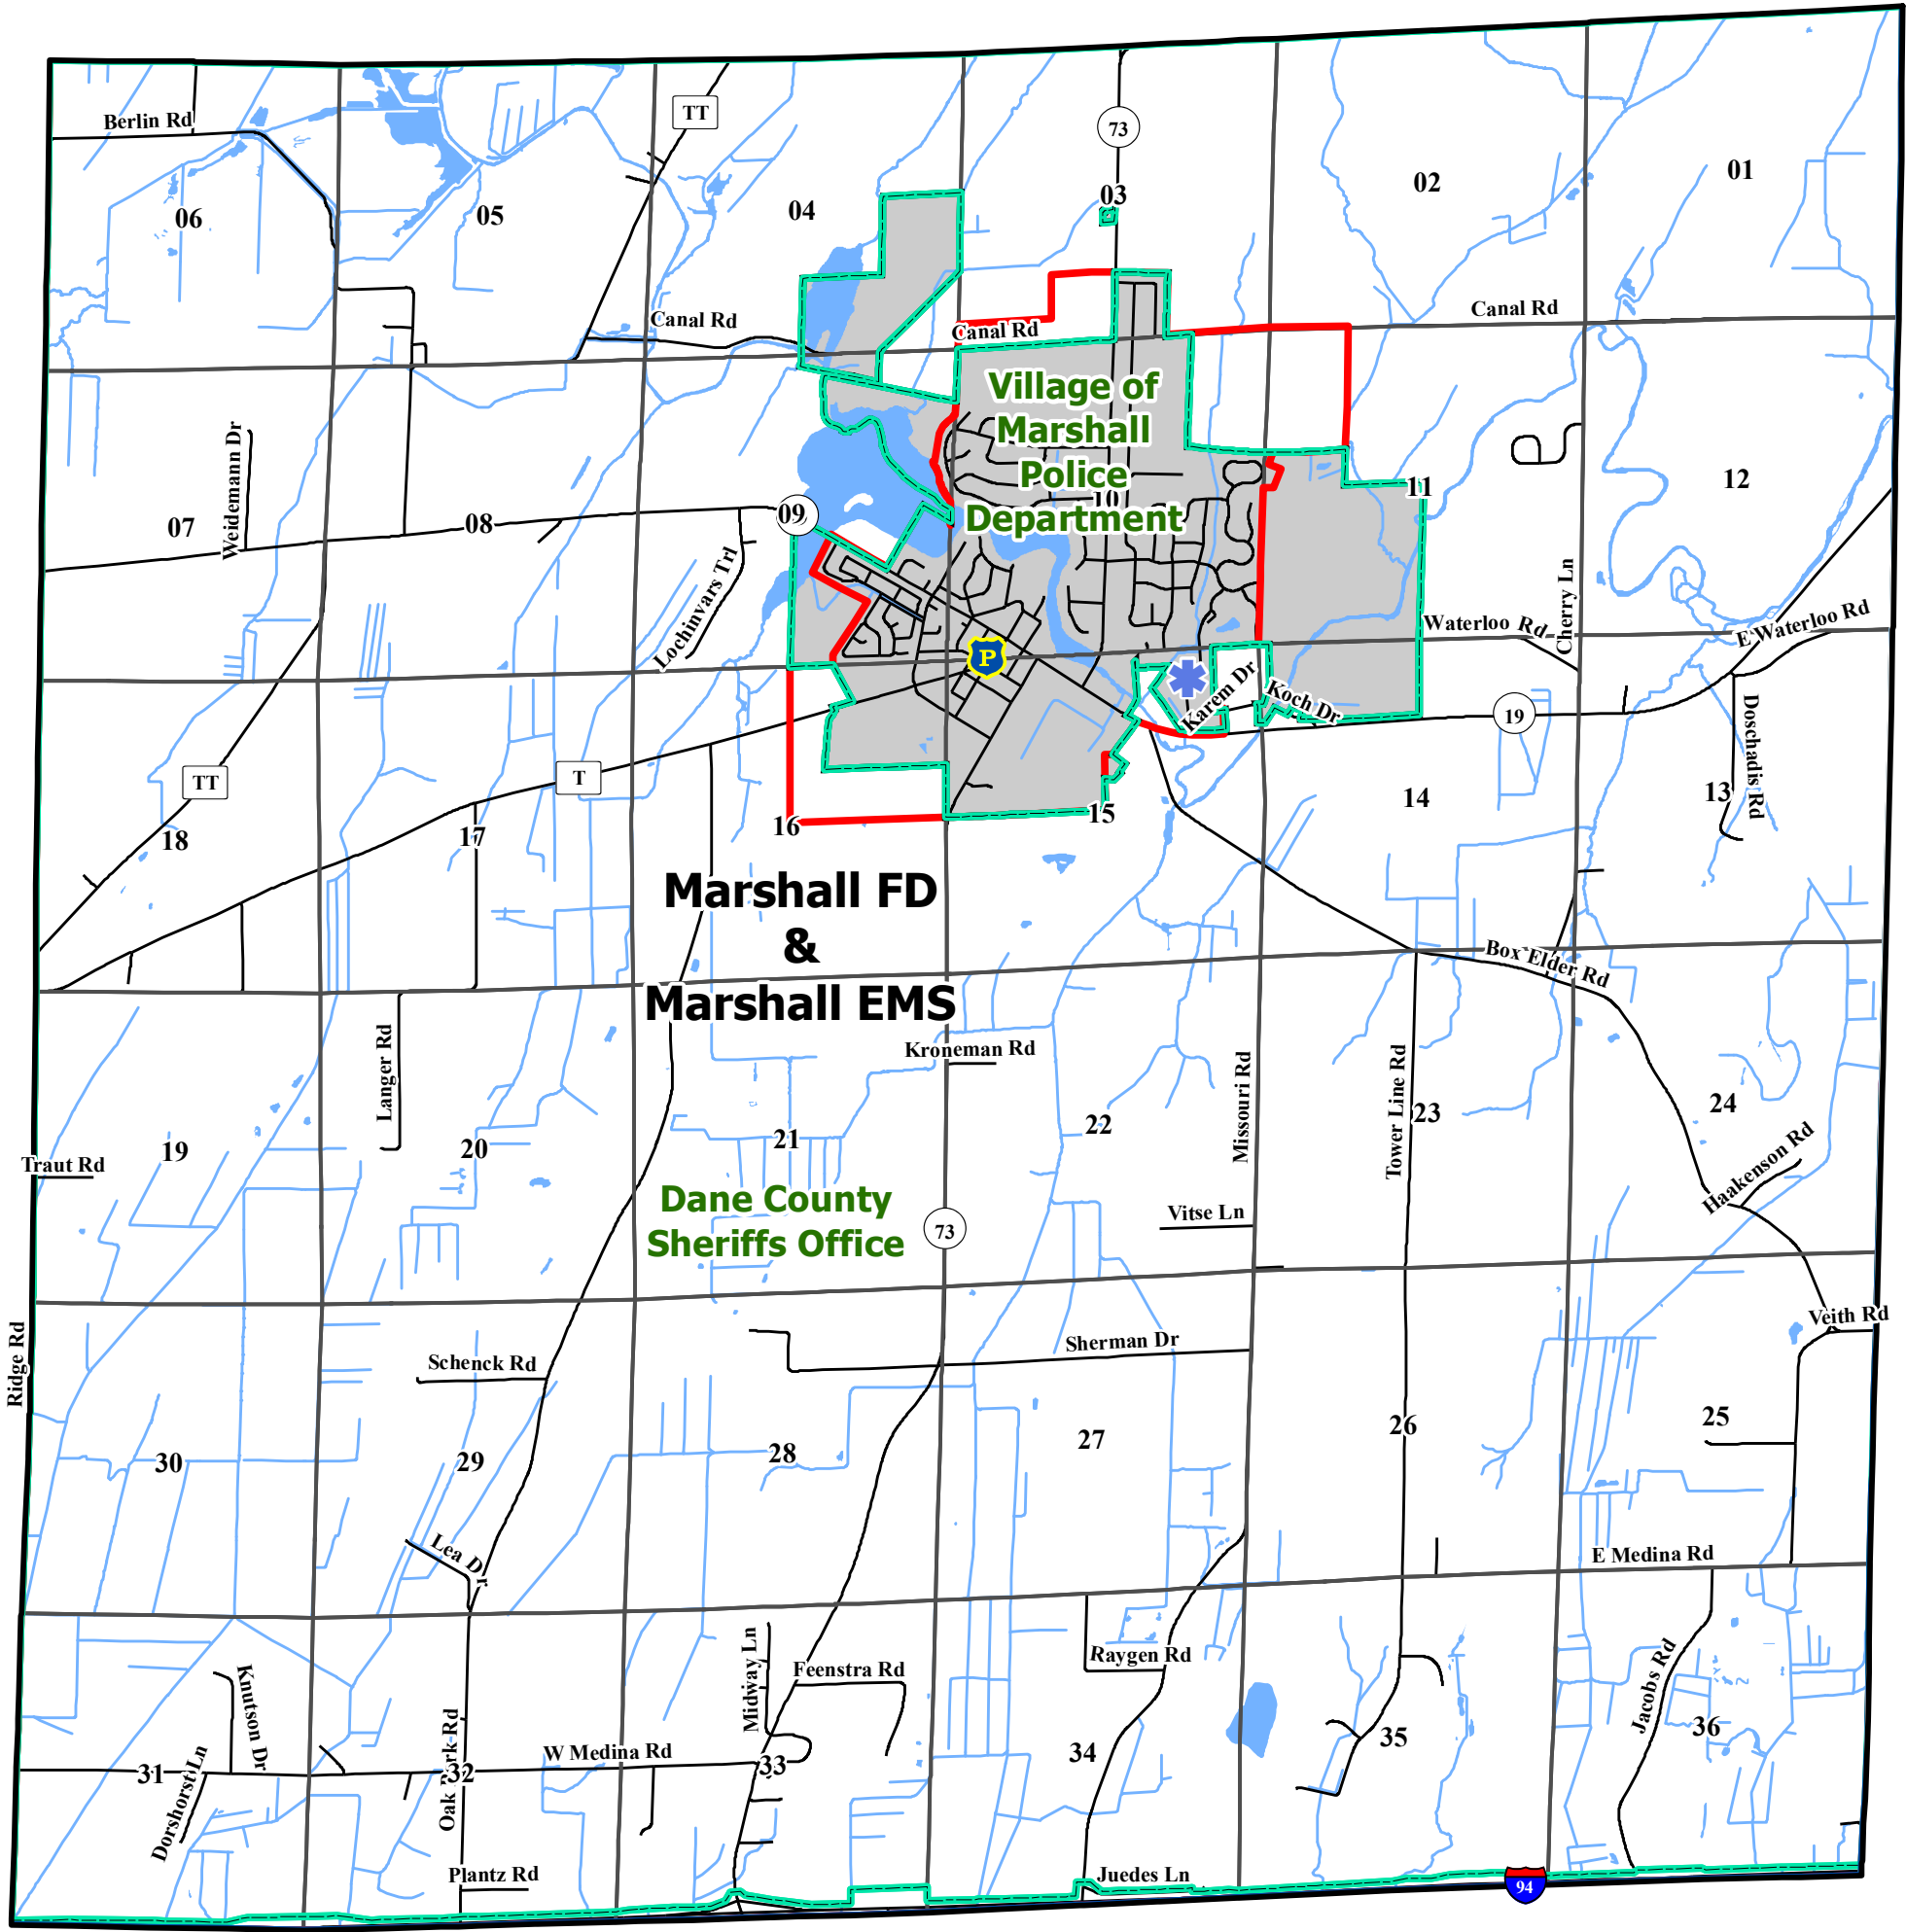 Berlin Rd
TT
73
01
02
03
04
05
06
Canal Rd
Canal Rd
Canal Rd
Village of
Marshall
Police
Department
10
11
12
Weidemann Dr
07
08
09
Lochinvars Trl
Cherry Ln
Waterloo Rd
E Waterloo Rd
P
Karem Dr
Koch Dr
19
Doschadis Rd
TT
T
13
14
15
16
17
18
Marshall FD
&
Marshall EMS
Box Elder Rd
Langer Rd
Kroneman Rd
Missouri Rd
Tower Line Rd
Traut Rd
19
20
21
22
23
24
Haakenson Rd
Dane County
Sheriffs Office
73
Vitse Ln
Ridge Rd
Veith Rd
Schenck Rd
Sherman Dr
30
29
28
27
26
25
Lea Dr
E Medina Rd
Knutson Dr
Midway Ln
Feenstra Rd
Raygen Rd
Jacobs Rd
Oak Park Rd
W Medina Rd
31
32
33
34
35
36
Dorshorst Ln
Plantz Rd
Juedes Ln
94